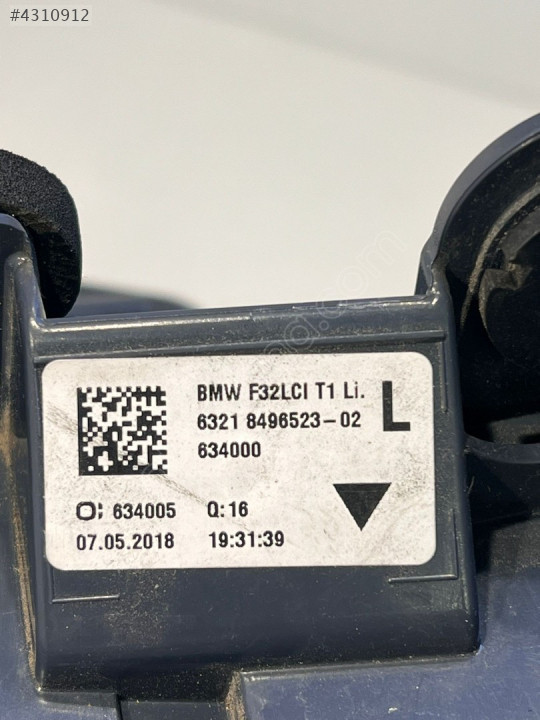 #4310912
BMW F32LCI T1 Li.
L
6321 8496523-02
634000
634005 Q:16
07.05.2018 19:31:39